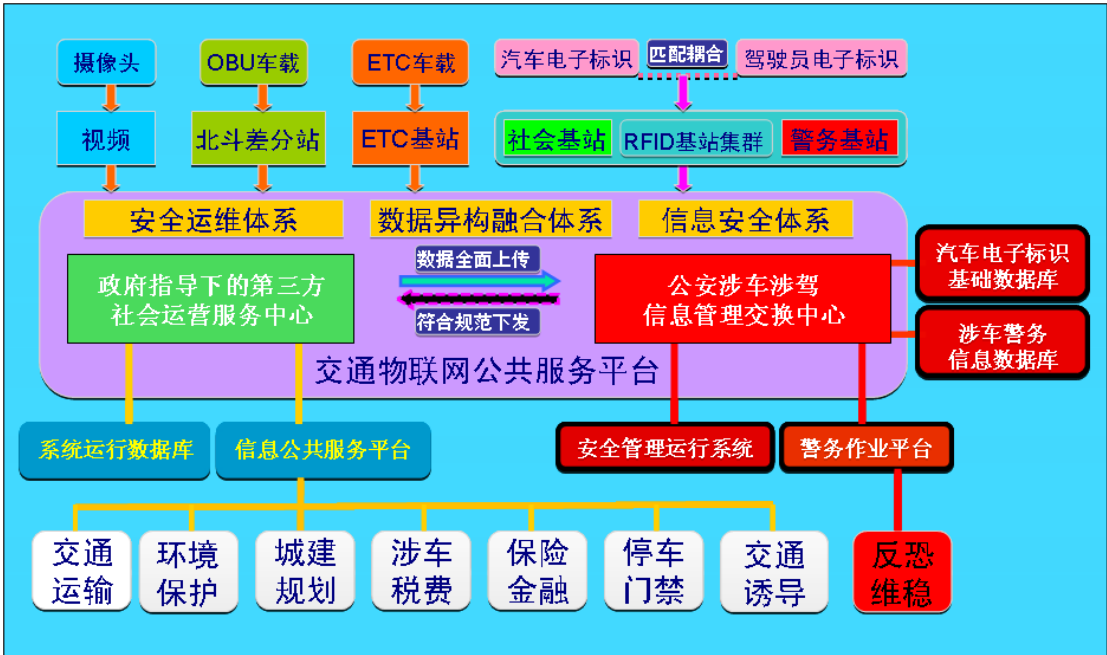 摄像头
OBU车载
ETC车载
汽车电子标识
匹配耦合
驾驶员电子标识
视频
北斗差分站
ETC基站
社会基站
RFID基站集群
警务基站
安全运维体系
数据异构融合体系
信息安全体系
政府指导下的第三方
社会运营服务中心
数据全面上传
符合规范下发
公安涉车涉驾
信息管理交换中心
汽车电子标识
基础数据库
涉车警务
信息数据库
交通物联网公共服务平台
系统运行数据库
信息公共服务平台
安全管理运行系统
警务作业平台
交通
运输
环境
保护
城建
规划
涉车
税费
保险
金融
停车
门禁
交通
诱导
反恐
维稳